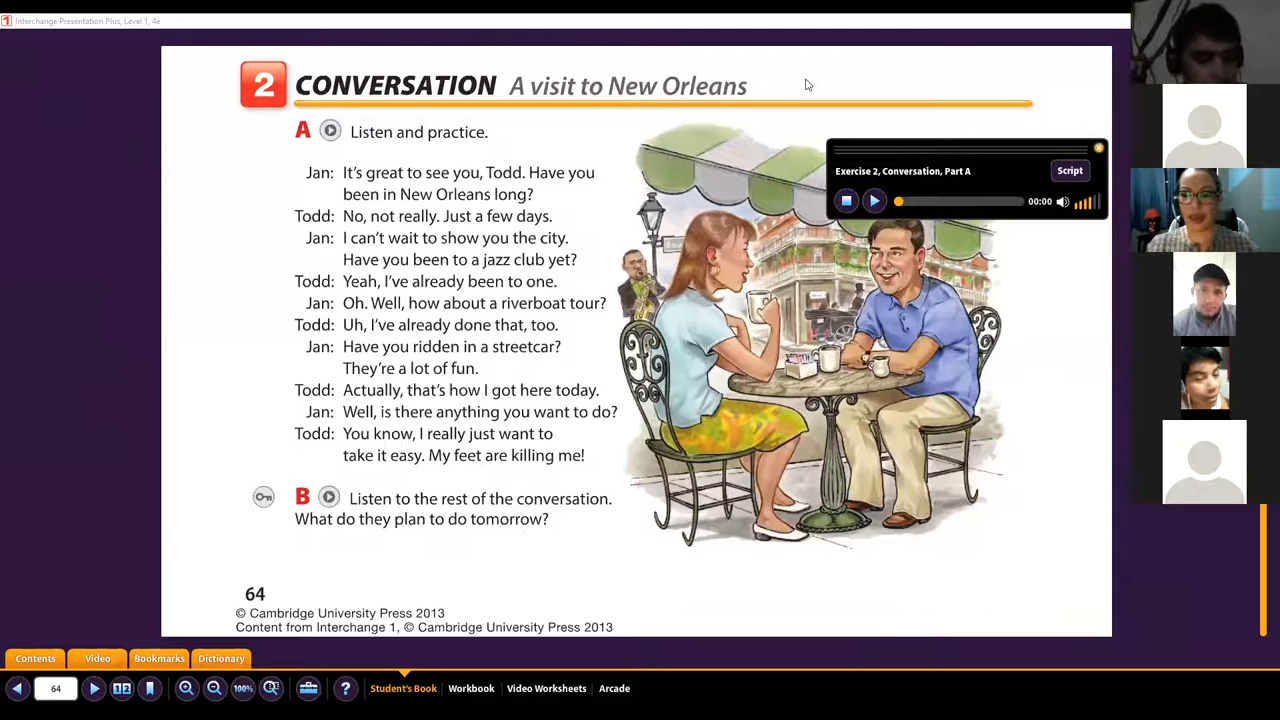 Interchange Presentation Plus, Level 1, 4e
2 CONVERSATION A visit to New Orleans
A Listen and practice.
Jan: It's great to see you, Todd. Have you
been in New Orleans long?
Todd: No, not really. Just a few days.
Jan: I can't wait to show you the city.
Have you been to a jazz club yet?
Todd: Yeah, I've already been to one.
Jan: Oh. Well, how about a riverboat tour?
Todd: Uh, I've already done that, too.
Jan: Have you ridden in a streetcar?
They're a lot of fun.
Todd: Actually, that's how I got here today.
Jan: Well, is there anything you want to do?
Todd: You know, I really just want to
take it easy. My feet are killing me!
B Listen to the rest of the conversation.
What do they plan to do tomorrow?
64
© Cambridge University Press 2013
Content from Interchange 1, © Cambridge University Press 2013
Exercise 2, Conversation, Part A
Script
00:00
Contents Video Bookmarks Dictionary
64 1 2 100% ? Student's Book Workbook Video Worksheets Arcade